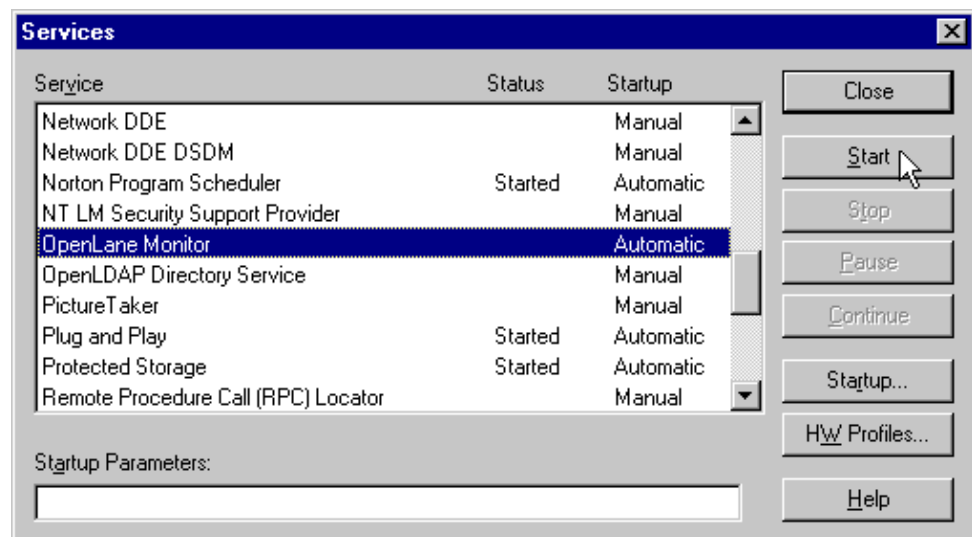 Services
Service Status Startup
Network DDE Manual
Network DDE DSDM Manual
Norton Program Scheduler Started Automatic
NT LM Security Support Provider Manual
OpenLane Monitor Automatic
OpenLDAP Directory Service Manual
PictureTaker Manual
Plug and Play Started Automatic
Protected Storage Started Automatic
Remote Procedure Call (RPC) Locator Manual
Startup Parameters:
Close
Start
Stop
Pause
Continue
Startup...
HW Profiles...
Help